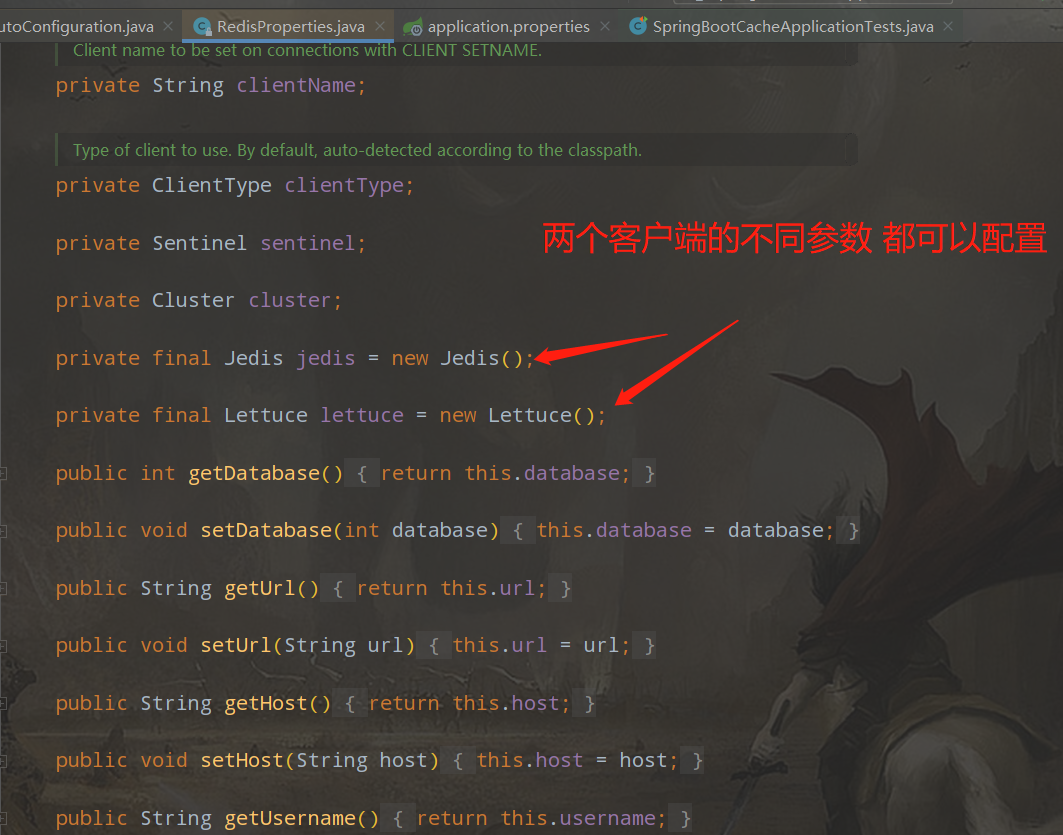 utoConfiguration.java
RedisProperties.java
application.properties
SpringBootCacheApplicationTests.java
Client name to be set on connections with CLIENT SETNAME.
private String clientName;
Type of client to use. By default, auto-detected according to the classpath.
private ClientType clientType;
private Sentinel sentinel;
两个客户端的不同参数 都可以配置
private Cluster cluster;
private final Jedis jedis = new Jedis();
private final Lettuce lettuce = new Lettuce();
public int getDatabase() { return this.database; }
public void setDatabase(int database) { this.database = database; }
public String getUrl() { return this.url; }
public void setUrl(String url) { this.url = url; }
public String getHost() { return this.host; }
public void setHost(String host) { this.host = host; }
public String getUsername() { return this.username; }